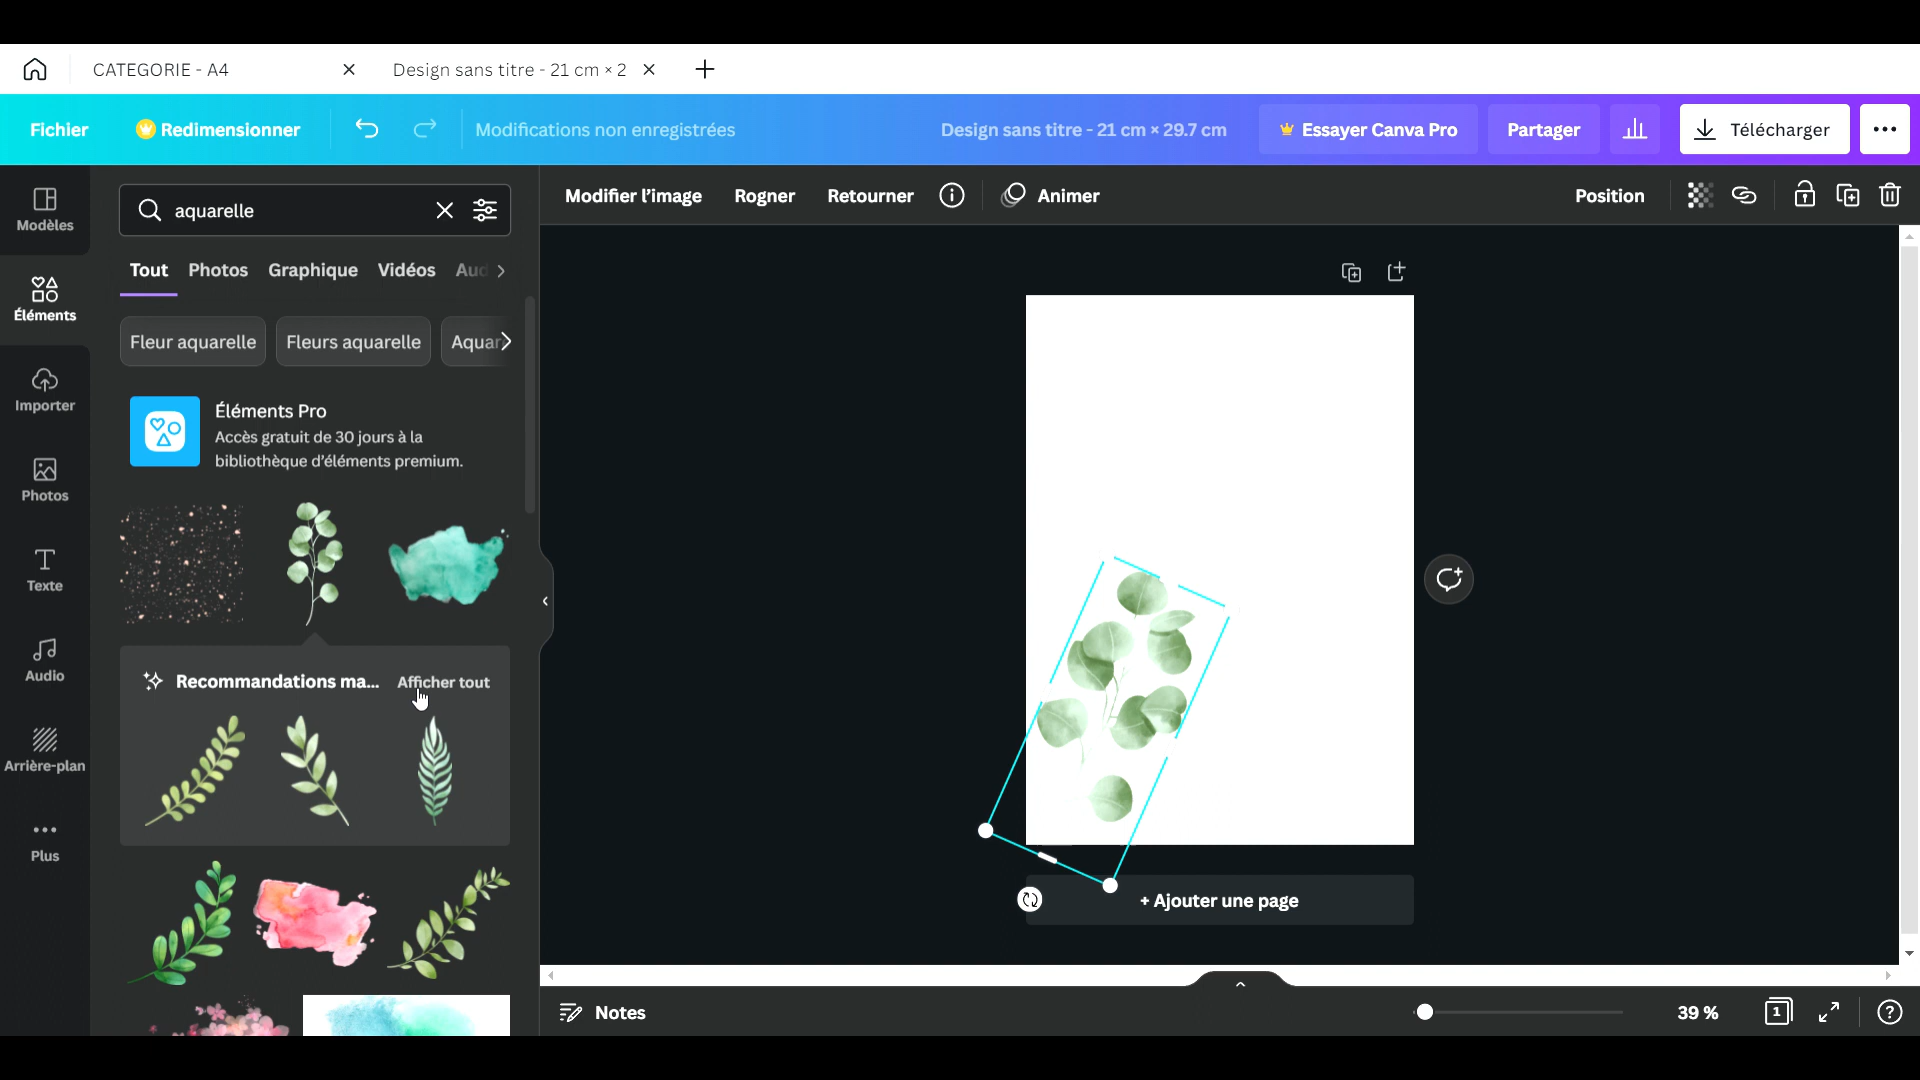 CATEGORIE - A4
Design sans titre - 21 cm × 2
Fichier
Redimensionner
Modifications non enregistrées
Design sans titre - 21 cm × 29.7 cm
Essayer Canva Pro
Partager
Télécharger
Modèles
Éléments
Importer
Photos
Texte
Audio
Arrière-plan
Plus
aquarelle
Tout
Photos
Graphique
Vidéos
Aud
Fleur aquarelle
Fleurs aquarelle
Aquar
Éléments Pro
Accès gratuit de 30 jours à la
bibliothèque d'éléments premium.
Recommandations ma...
Afficher tout
Modifier l'image
Rogner
Retourner
Animer
Position
+ Ajouter une page
Notes
39 %
1